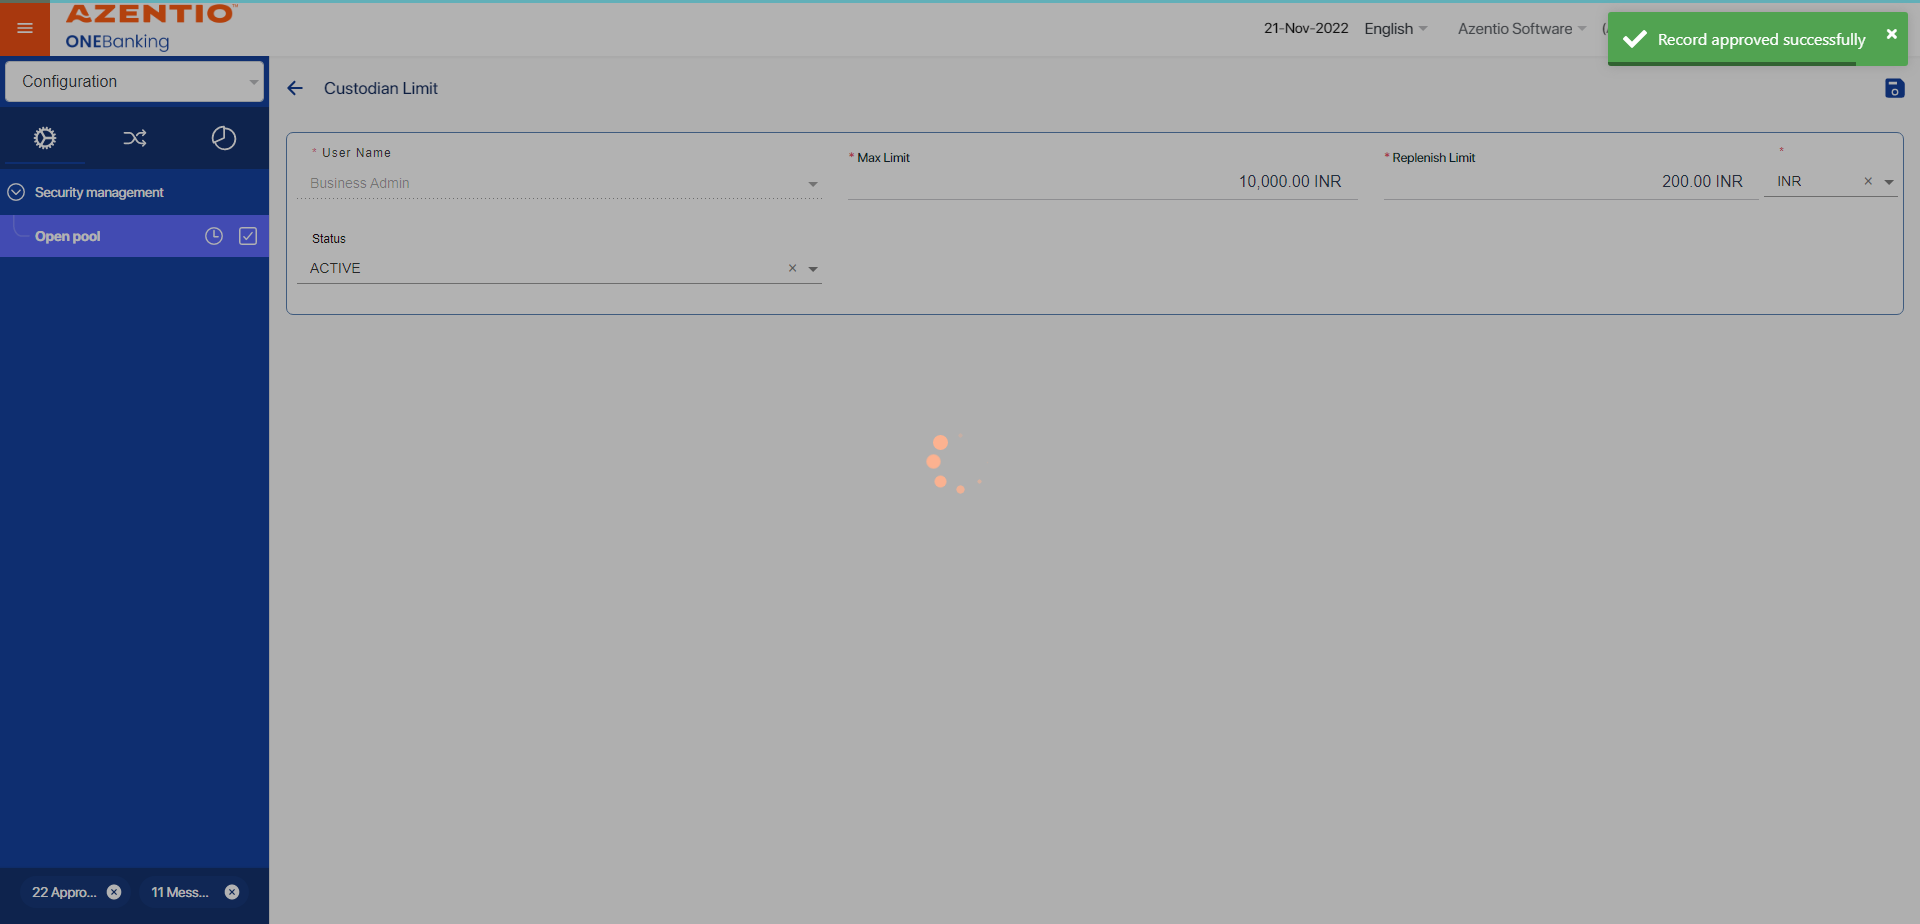 AZENTIO™
ONEBanking
21-Nov-2022
English
Azentio Software
(
Record approved successfully
Configuration
Custodian Limit
* User Name
* Max Limit
* Replenish Limit
*
Business Admin
10,000.00 INR
200.00 INR
INR
Security management
Open pool
Status
ACTIVE
22 Appro...
11 Mess...